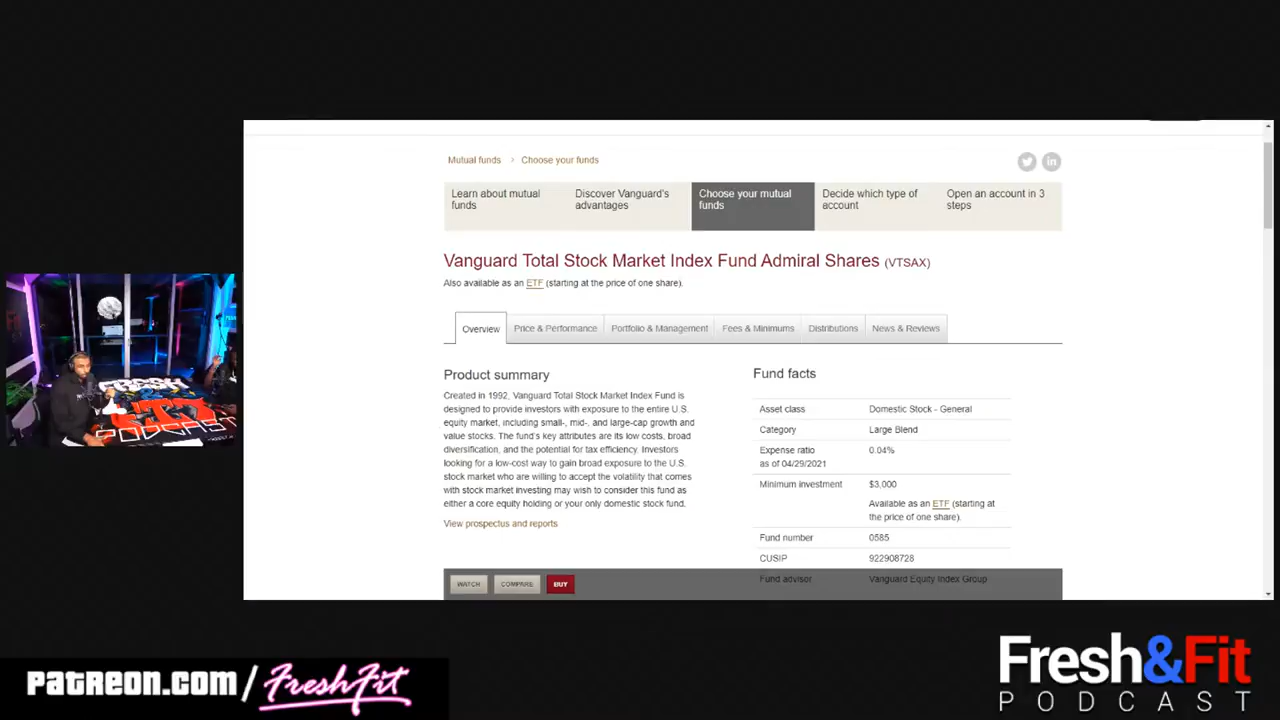 Mutual funds > Choose your funds
Learn about mutual funds
Discover Vanguard's advantages
Choose your mutual funds
Decide which type of account
Open an account in 3 steps
Vanguard Total Stock Market Index Fund Admiral Shares (VTSAX)
Also available as an ETF (starting at the price of one share).
Overview
Price & Performance
Portfolio & Management
Fees & Minimums
Distributions
News & Reviews
Product summary
Created in 1992, Vanguard Total Stock Market Index Fund is
designed to provide investors with exposure to the entire U.S.
equity market, including small-, mid-, and large-cap growth and
value stocks. The fund's key attributes are its low costs, broad
diversification, and the potential for tax efficiency. Investors
looking for a low-cost way to gain broad exposure to the U.S.
stock market who are willing to accept the volatility that comes
with stock market investing may wish to consider this fund as
either a core equity holding or your only domestic stock fund.
View prospectus and reports
Fund facts
Asset class Domestic Stock - General
Category Large Blend
Expense ratio 0.04%
as of 04/29/2021
Minimum investment $3,000
Available as an ETF (starting at
the price of one share).
Fund number 0585
CUSIP 922908728
Fund advisor Vanguard Equity Index Group
WATCH
COMPARE
BUY
FRESH
FIT
PODCAST
patreon.com/FreshFit
Fresh&Fit
PODCAST